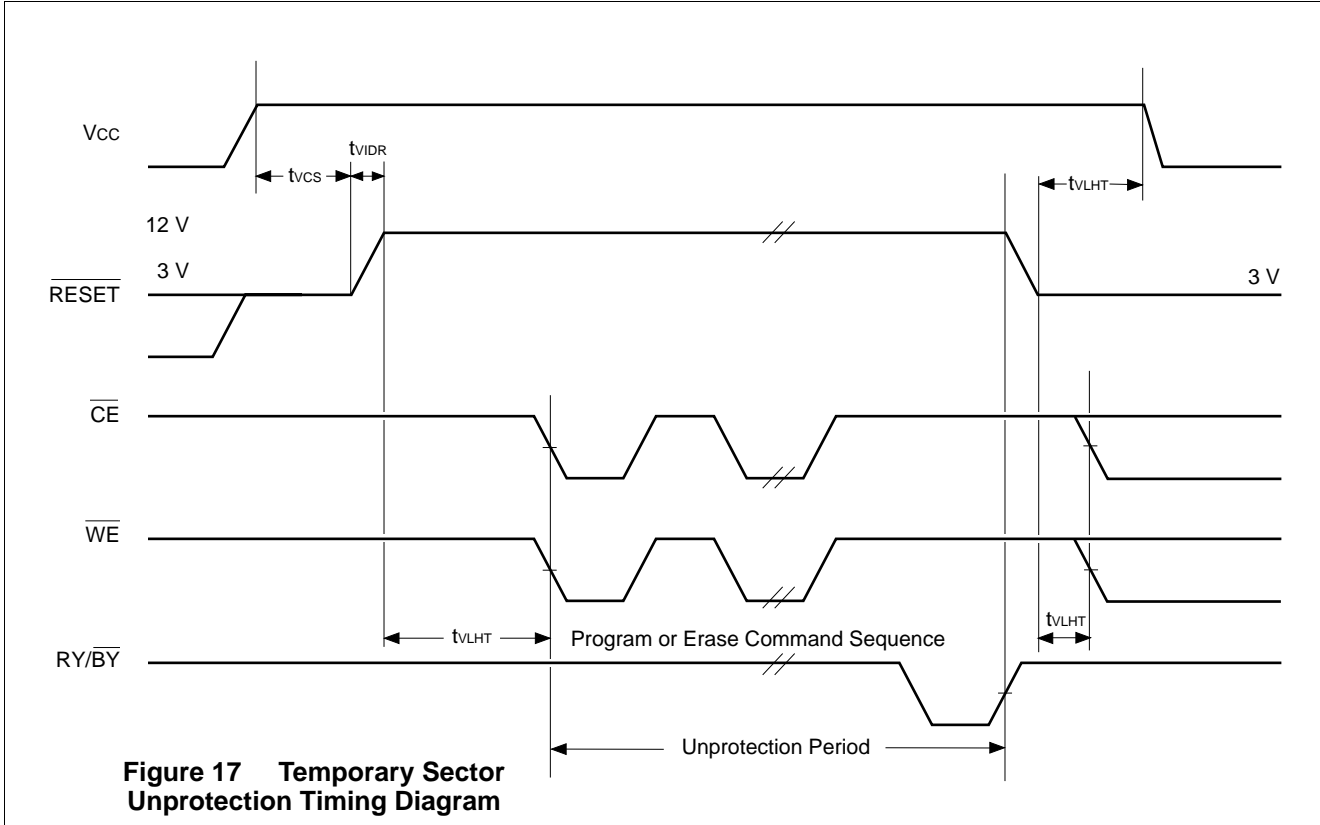 VCC
tVIDR
tVCS
tVLHT
12 V
3 V
RESET
3 V
CE
WE
tVLHT
Program or Erase Command Sequence
tVLHT
RY/BY
Unprotection Period
Figure 17 Temporary Sector
Unprotection Timing Diagram